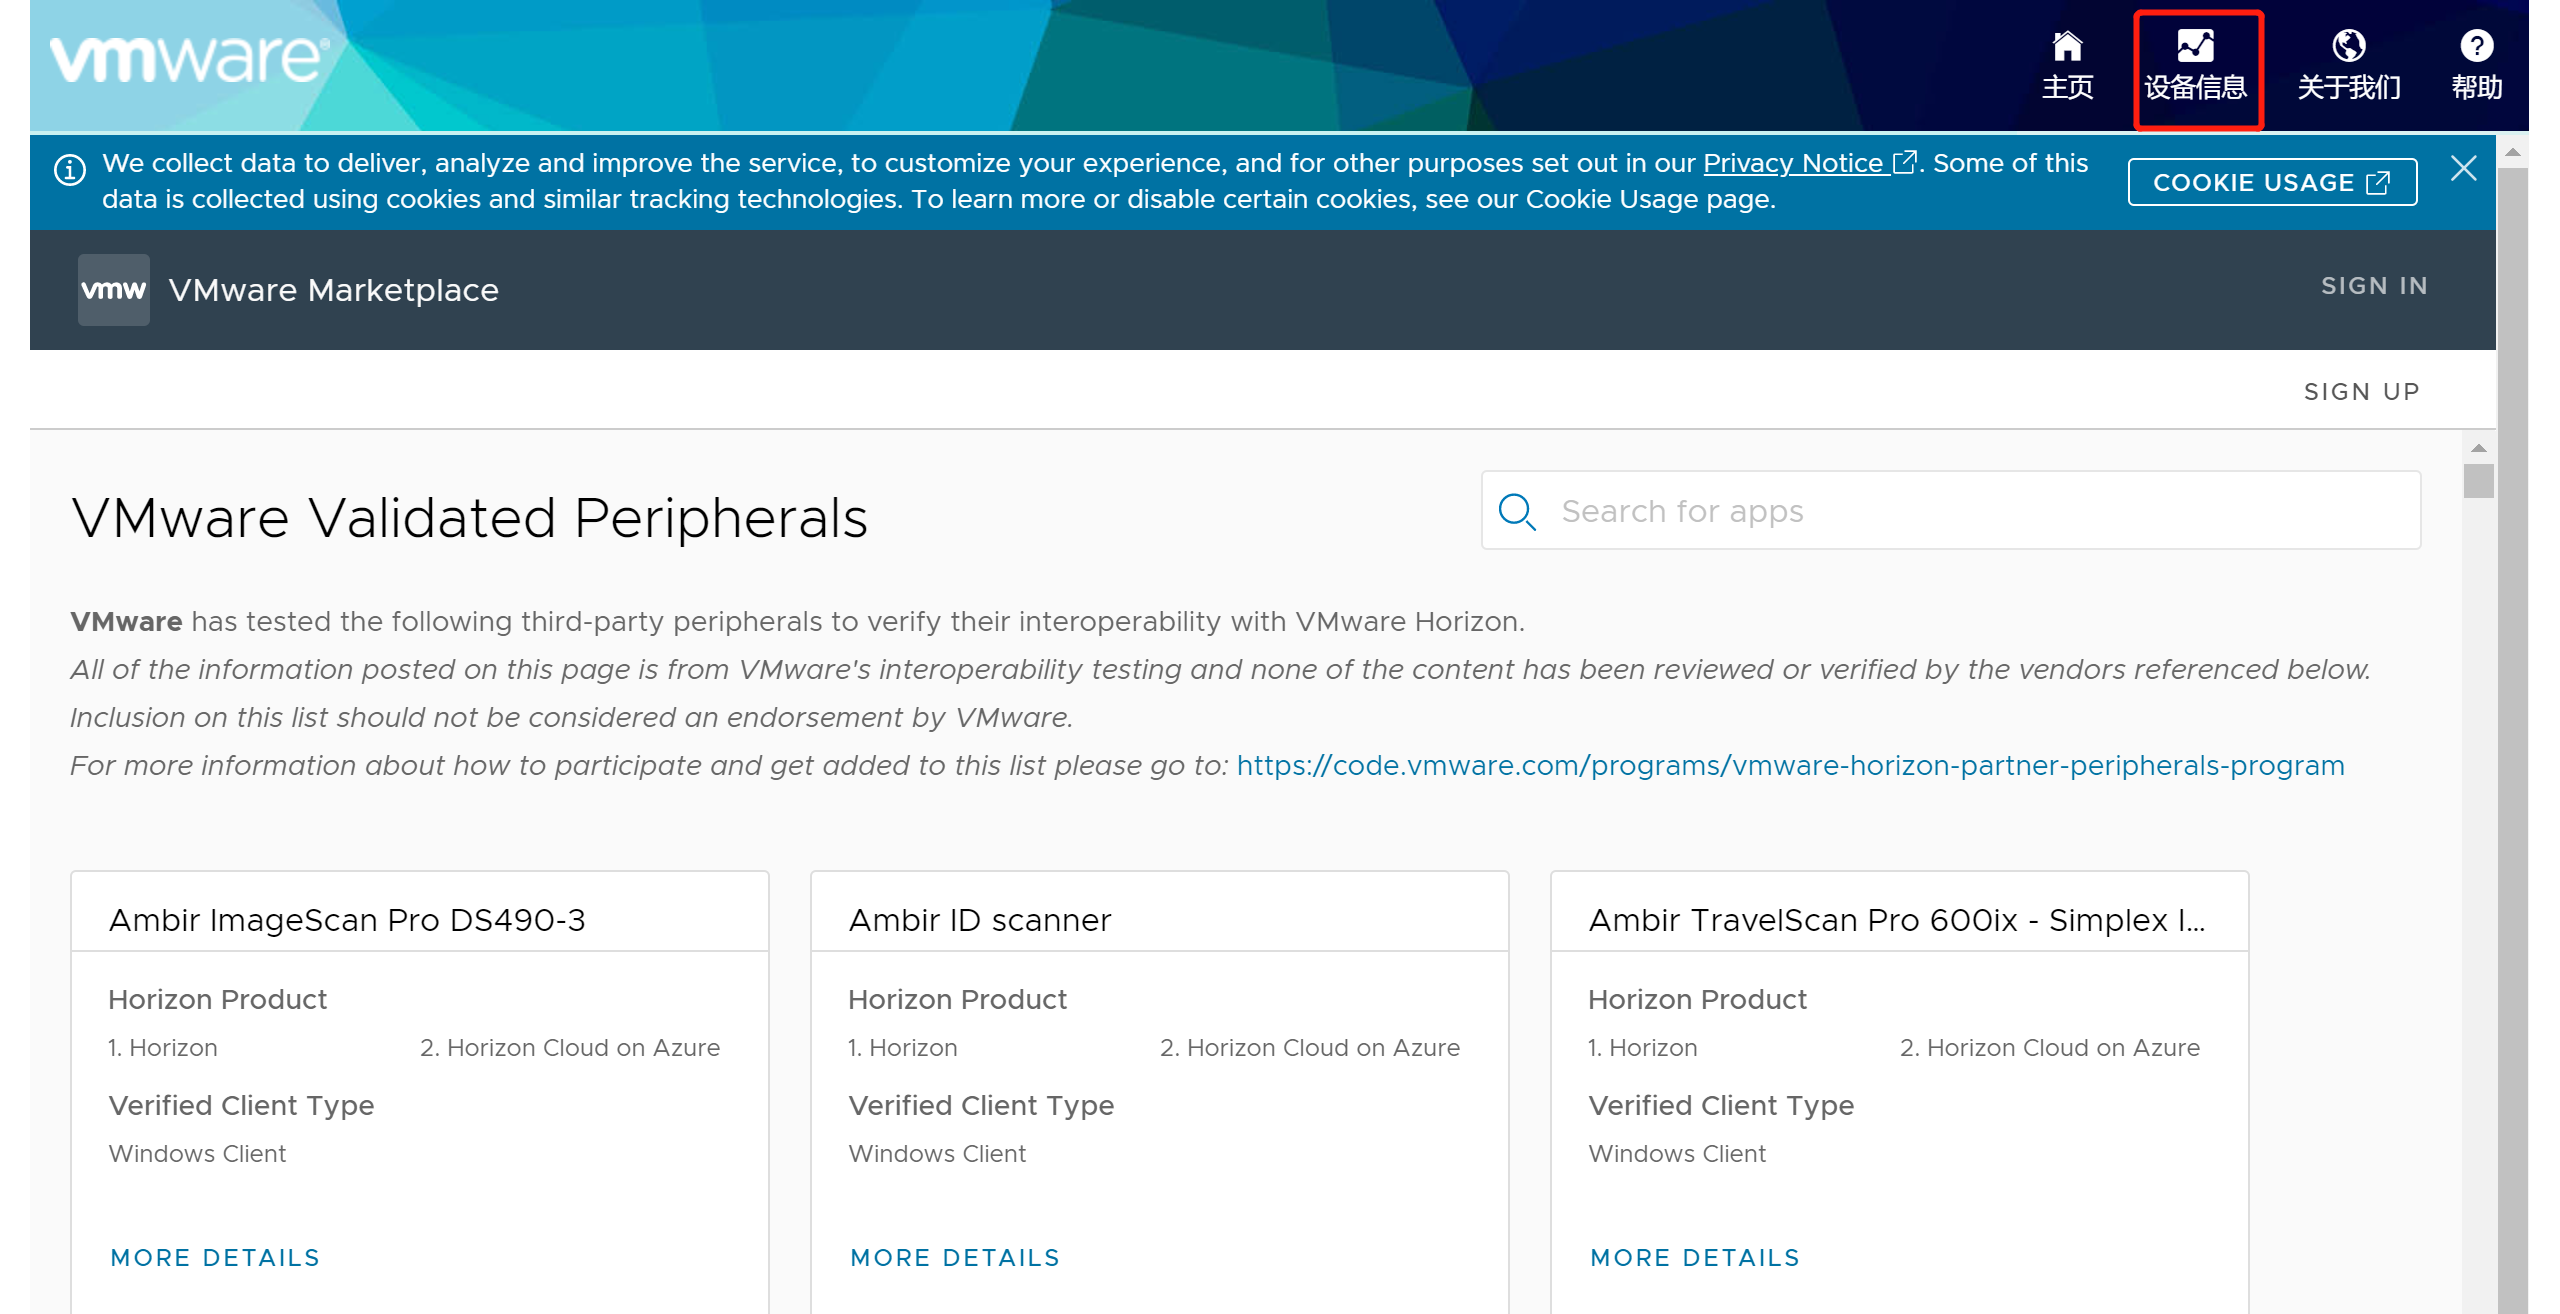 vmware®
主页
设备信息
关于我们
帮助
We collect data to deliver, analyze and improve the service, to customize your experience, and for other purposes set out in our Privacy Notice. Some of this
data is collected using cookies and similar tracking technologies. To learn more or disable certain cookies, see our Cookie Usage page.
COOKIE USAGE
vmw VMware Marketplace
SIGN IN
SIGN UP
VMware Validated Peripherals
Search for apps
VMware has tested the following third-party peripherals to verify their interoperability with VMware Horizon.
All of the information posted on this page is from VMware's interoperability testing and none of the content has been reviewed or verified by the vendors referenced below.
Inclusion on this list should not be considered an endorsement by VMware.
For more information about how to participate and get added to this list please go to: https://code.vmware.com/programs/vmware-horizon-partner-peripherals-program
Ambir ImageScan Pro DS490-3
Horizon Product
1. Horizon
2. Horizon Cloud on Azure
Verified Client Type
Windows Client
MORE DETAILS
Ambir ID scanner
Horizon Product
1. Horizon
2. Horizon Cloud on Azure
Verified Client Type
Windows Client
MORE DETAILS
Ambir TravelScan Pro 600ix - Simplex I...
Horizon Product
1. Horizon
2. Horizon Cloud on Azure
Verified Client Type
Windows Client
MORE DETAILS